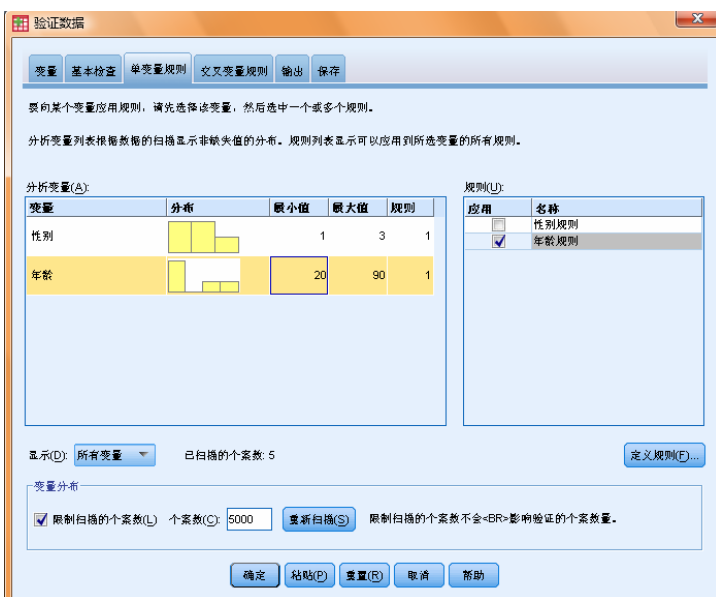 验证数据
变量 基本检查 单变量规则 交叉变量规则 输出 保存
要向某个变量应用规则，请先选择该变量，然后选中一个或多个规则。
分析变量列表根据数据的扫描显示非缺失值的分布。规则列表显示可以应用到所选变量的所有规则。
分析变量(A): 规则(U):
变量 分布 最小值 最大值 规则 应用 名称
性别 1 3 1 性别规则
年龄规则
年龄 20 90 1
显示(D): 所有变量 已扫描的个案数: 5 定义规则(F)...
变量分布
限制扫描的个案数(L) 个案数(C): 5000 重新扫描(S) 限制扫描的个案数不会<BR>影响验证的个案数量。
确定 粘贴(P) 重置(R) 取消 帮助